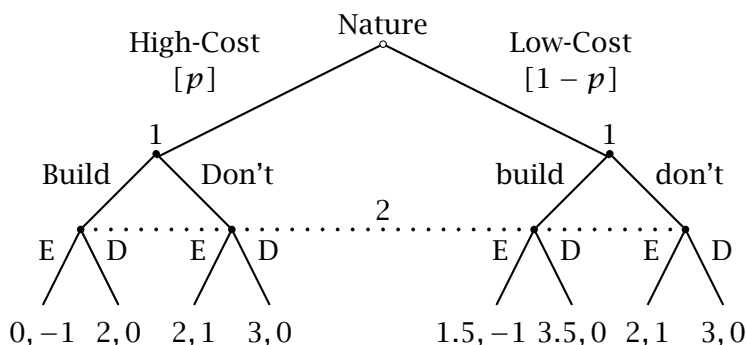 Nature
High-Cost Low-Cost
[p] [1 − p]
1 1
Build Don't build don't
2
E D E D E D E D
0, −1 2, 0 2, 1 3, 0 1.5, −1 3.5, 0 2, 1 3, 0